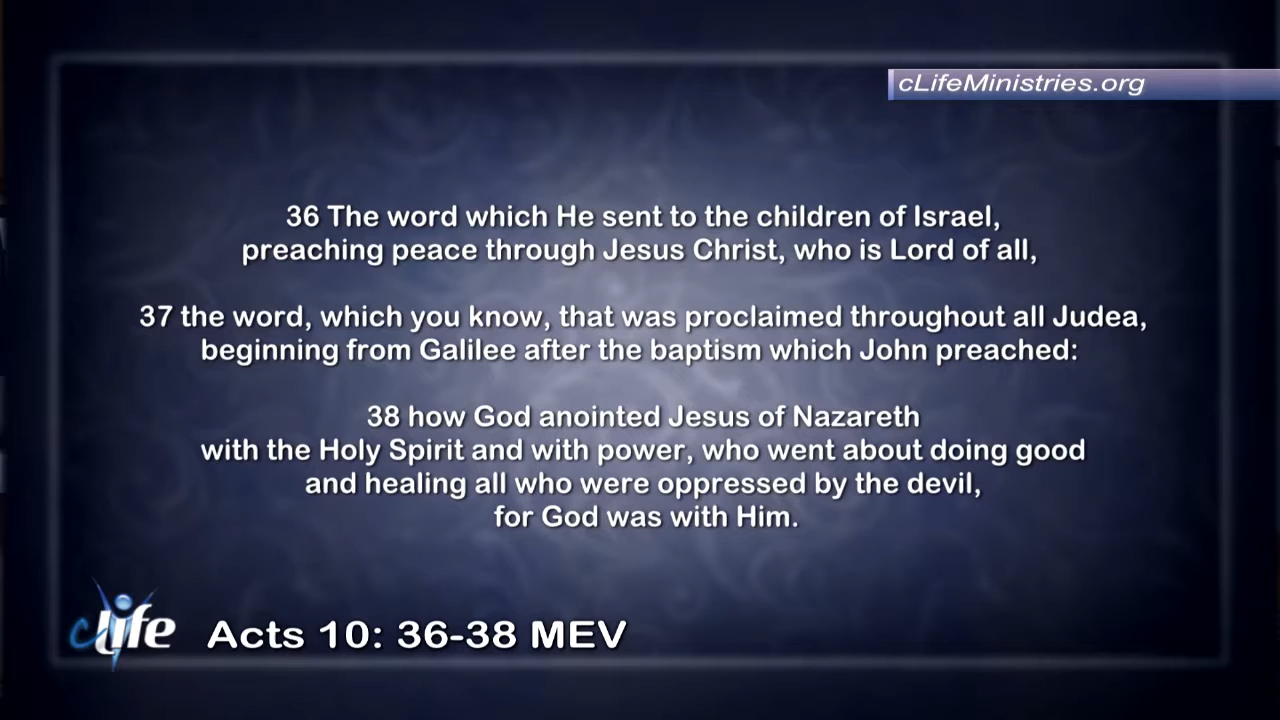 cLifeMinistries.org
36 The word which He sent to the children of Israel,
preaching peace through Jesus Christ, who is Lord of all,
37 the word, which you know, that was proclaimed throughout all Judea,
beginning from Galilee after the baptism which John preached:
38 how God anointed Jesus of Nazareth
with the Holy Spirit and with power, who went about doing good
and healing all who were oppressed by the devil,
for God was with Him.
cLife
Acts 10: 36-38 MEV